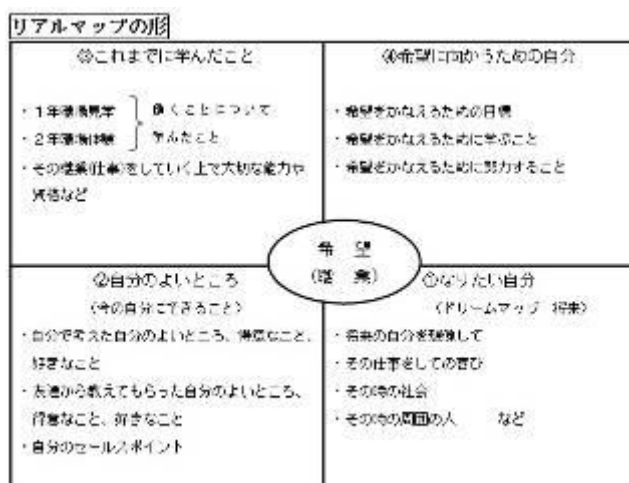 リアルマップの形
③これまでに学んだこと
・１年職場見学
・２年職場体験
働くことについて
学んだこと
・その職業(仕事)をしていく上で大切な能力や
資格など
④希望に向かうための自分
・希望をかなえるための目標
・希望をかなえるために学ぶこと
・希望をかなえるために努力すること
希　望
(職　業)
②自分のよいところ
(今の自分にできること)
・自分で考えた自分のよいところ、得意なこと、
好きなこと
・友達から教えてもらった自分のよいところ、
得意なこと、好きなこと
・自分のセールスポイント
①なりたい自分
(ドリームマップ　将来)
・将来の自分を想像して
・その仕事をしての喜び
・その時の社会
・その時の周囲の人　　など